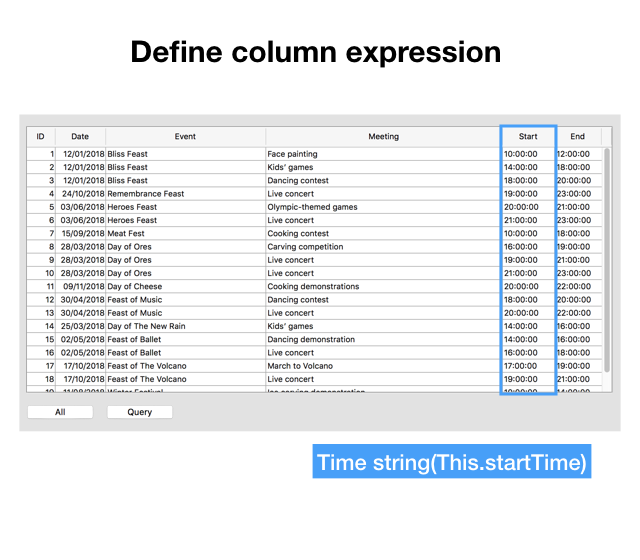 Define column expression
ID Date Event Meeting Start End
1 12/01/2018 Bliss Feast Face painting 10:00:00 12:00:00
2 12/01/2018 Bliss Feast Kids' games 14:00:00 18:00:00
3 12/01/2018 Bliss Feast Dancing contest 18:00:00 20:00:00
4 24/10/2018 Remembrance Feast Live concert 19:00:00 23:00:00
5 03/06/2018 Heroes Feast Olympic-themed games 20:00:00 21:00:00
6 03/06/2018 Heroes Feast Live concert 21:00:00 23:00:00
7 15/09/2018 Meat Fest Cooking contest 10:00:00 18:00:00
8 28/03/2018 Day of Ores Carving competition 16:00:00 19:00:00
9 28/03/2018 Day of Ores Live concert 19:00:00 21:00:00
10 28/03/2018 Day of Ores Live concert 21:00:00 23:00:00
11 09/11/2018 Day of Cheese Cooking demonstrations 20:00:00 22:00:00
12 30/04/2018 Feast of Music Dancing contest 18:00:00 20:00:00
13 30/04/2018 Feast of Music Live concert 20:00:00 22:00:00
14 25/03/2018 Day of The New Rain Kids' games 14:00:00 16:00:00
15 02/05/2018 Feast of Ballet Dancing demonstration 14:00:00 16:00:00
16 02/05/2018 Feast of Ballet Live concert 16:00:00 18:00:00
17 17/10/2018 Feast of The Volcano March to Volcano 17:00:00 19:00:00
18 17/10/2018 Feast of The Volcano Live concert 19:00:00 21:00:00
All Query
Time string(This.startTime)